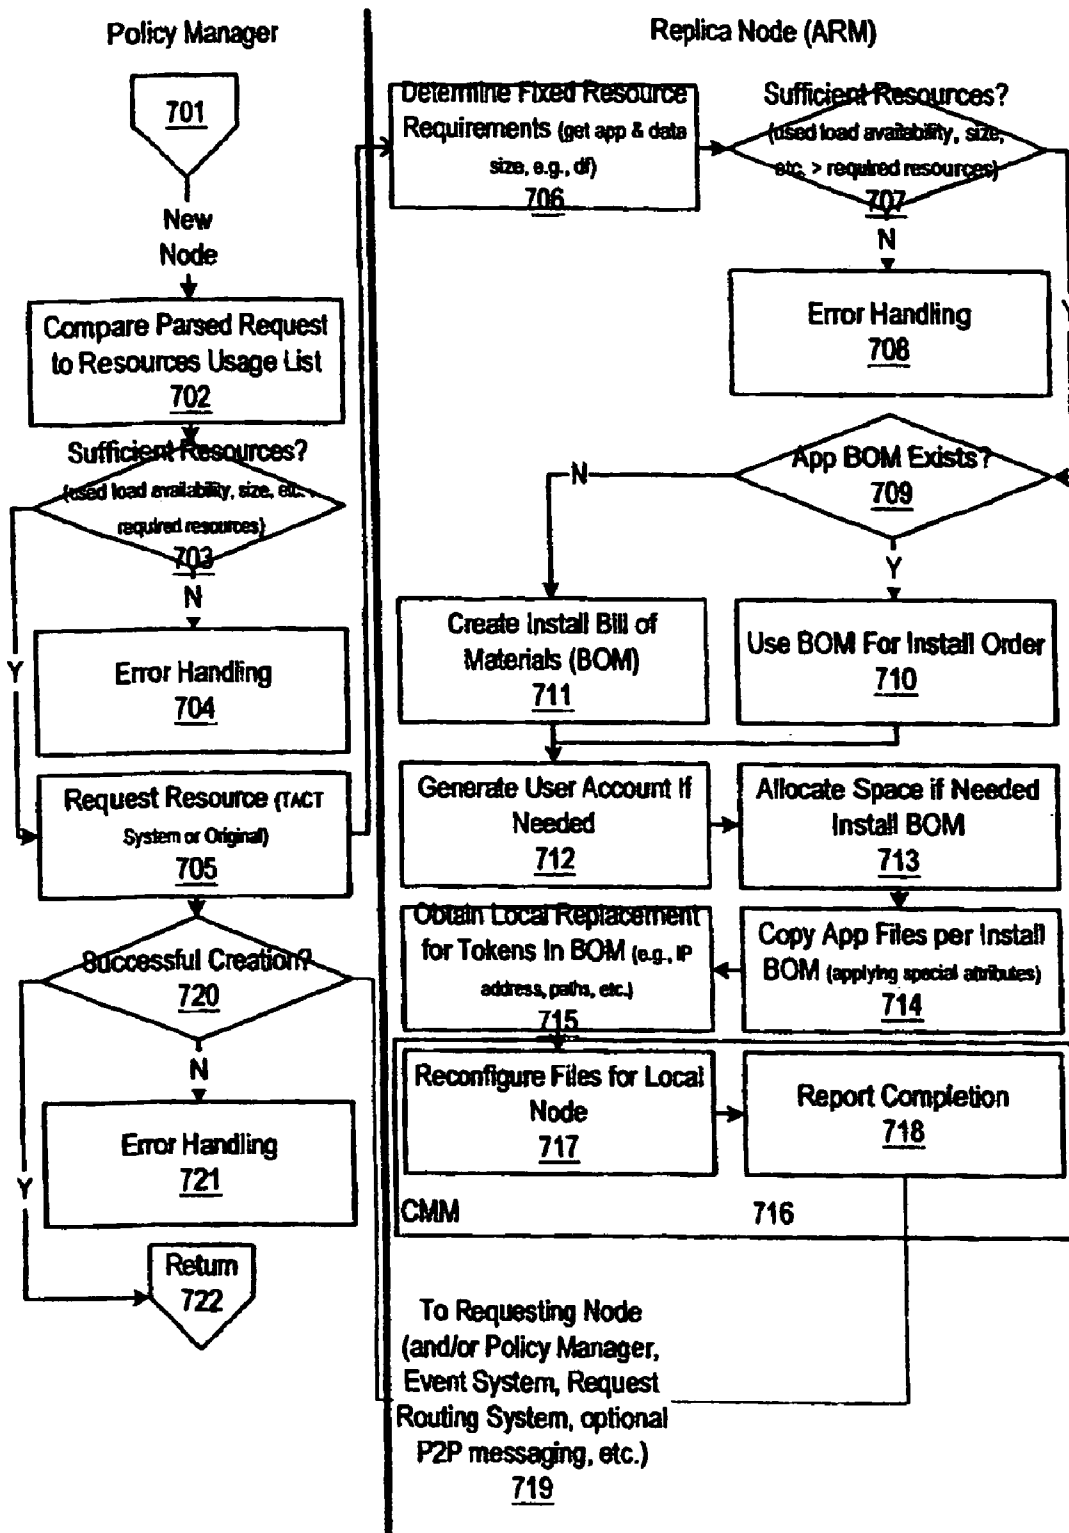 Policy Manager
701
New
Node
Compare Parsed Request
to Resources Usage List
702
Sufficient Resources?
(used load availability, size, etc.
required resources)
703
N
Y
Error Handling
704
Request Resource (TACT
System or Original)
705
Successful Creation?
720
N
Y
Error Handling
721
Return
722
Replica Node (ARM)
Determine Fixed Resource
Requirements (get app & data
size, e.g., df)
706
Sufficient Resources?
(used load availability, size,
etc. > required resources)
707
N
Y
Error Handling
708
App BOM Exists?
709
N
Y
Create Install Bill of
Materials (BOM)
711
Use BOM For Install Order
710
Generate User Account If
Needed
712
Allocate Space if Needed
Install BOM
713
Copy App Files per Install
BOM (applying special attributes)
714
Obtain Local Replacement
for Tokens In BOM (e.g., IP
address, paths, etc.)
715
Reconfigure Files for Local
Node
717
Report Completion
718
CMM
716
To Requesting Node
(and/or Policy Manager,
Event System, Request
Routing System, optional
P2P messaging, etc.)
719